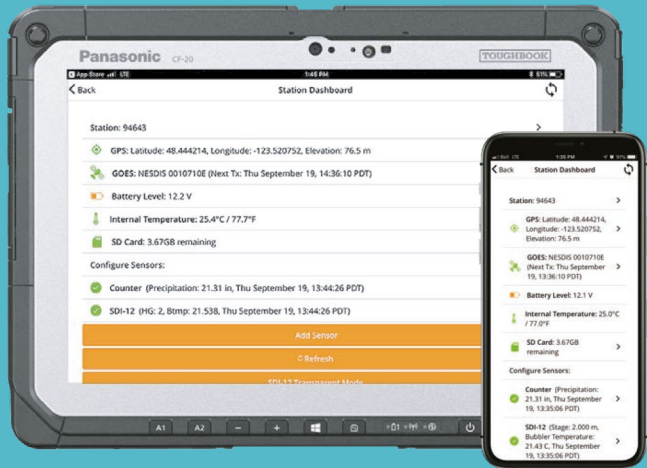 Panasonic CF-20
TOUGHBOOK
App Store LTE 1:45 PM 61%
Back Station Dashboard
Station: 94643
GPS: Latitude: 48.444214, Longitude: -123.520752, Elevation: 76.5 m
GOES: NESDIS 0010710E (Next Tx: Thu September 19, 14:36:10 PDT)
Battery Level: 12.2 V
Internal Temperature: 25.4°C / 77.7°F
SD Card: 3.67GB remaining
Configure Sensors:
Counter (Precipitation: 21.31 in, Thu September 19, 13:44:26 PDT)
SDI-12 (HG: 2, Btmp: 21.538, Thu September 19, 13:44:26 PDT)
Add Sensor
Refresh
SDI-12 Transparent Mode
A1 A2 - +
Bell LTE 1:35 PM 91%
Back Station Dashboard
Station: 94643
GPS: Latitude: 48.444214,
Longitude: -123.520752,
Elevation: 76.5 m
GOES: NESDIS 0010710E
(Next Tx: Thu September
19, 13:36:10 PDT)
Battery Level: 12.1 V
Internal Temperature: 25.0°C
/ 77.0°F
SD Card: 3.67GB
remaining
Configure Sensors:
Counter (Precipitation:
21.31 in, Thu September
19, 13:35:06 PDT)
SDI-12 (Stage: 2.000 m,
Bubbler Temperature:
21.43 C, Thu September
19, 13:35:06 PDT)